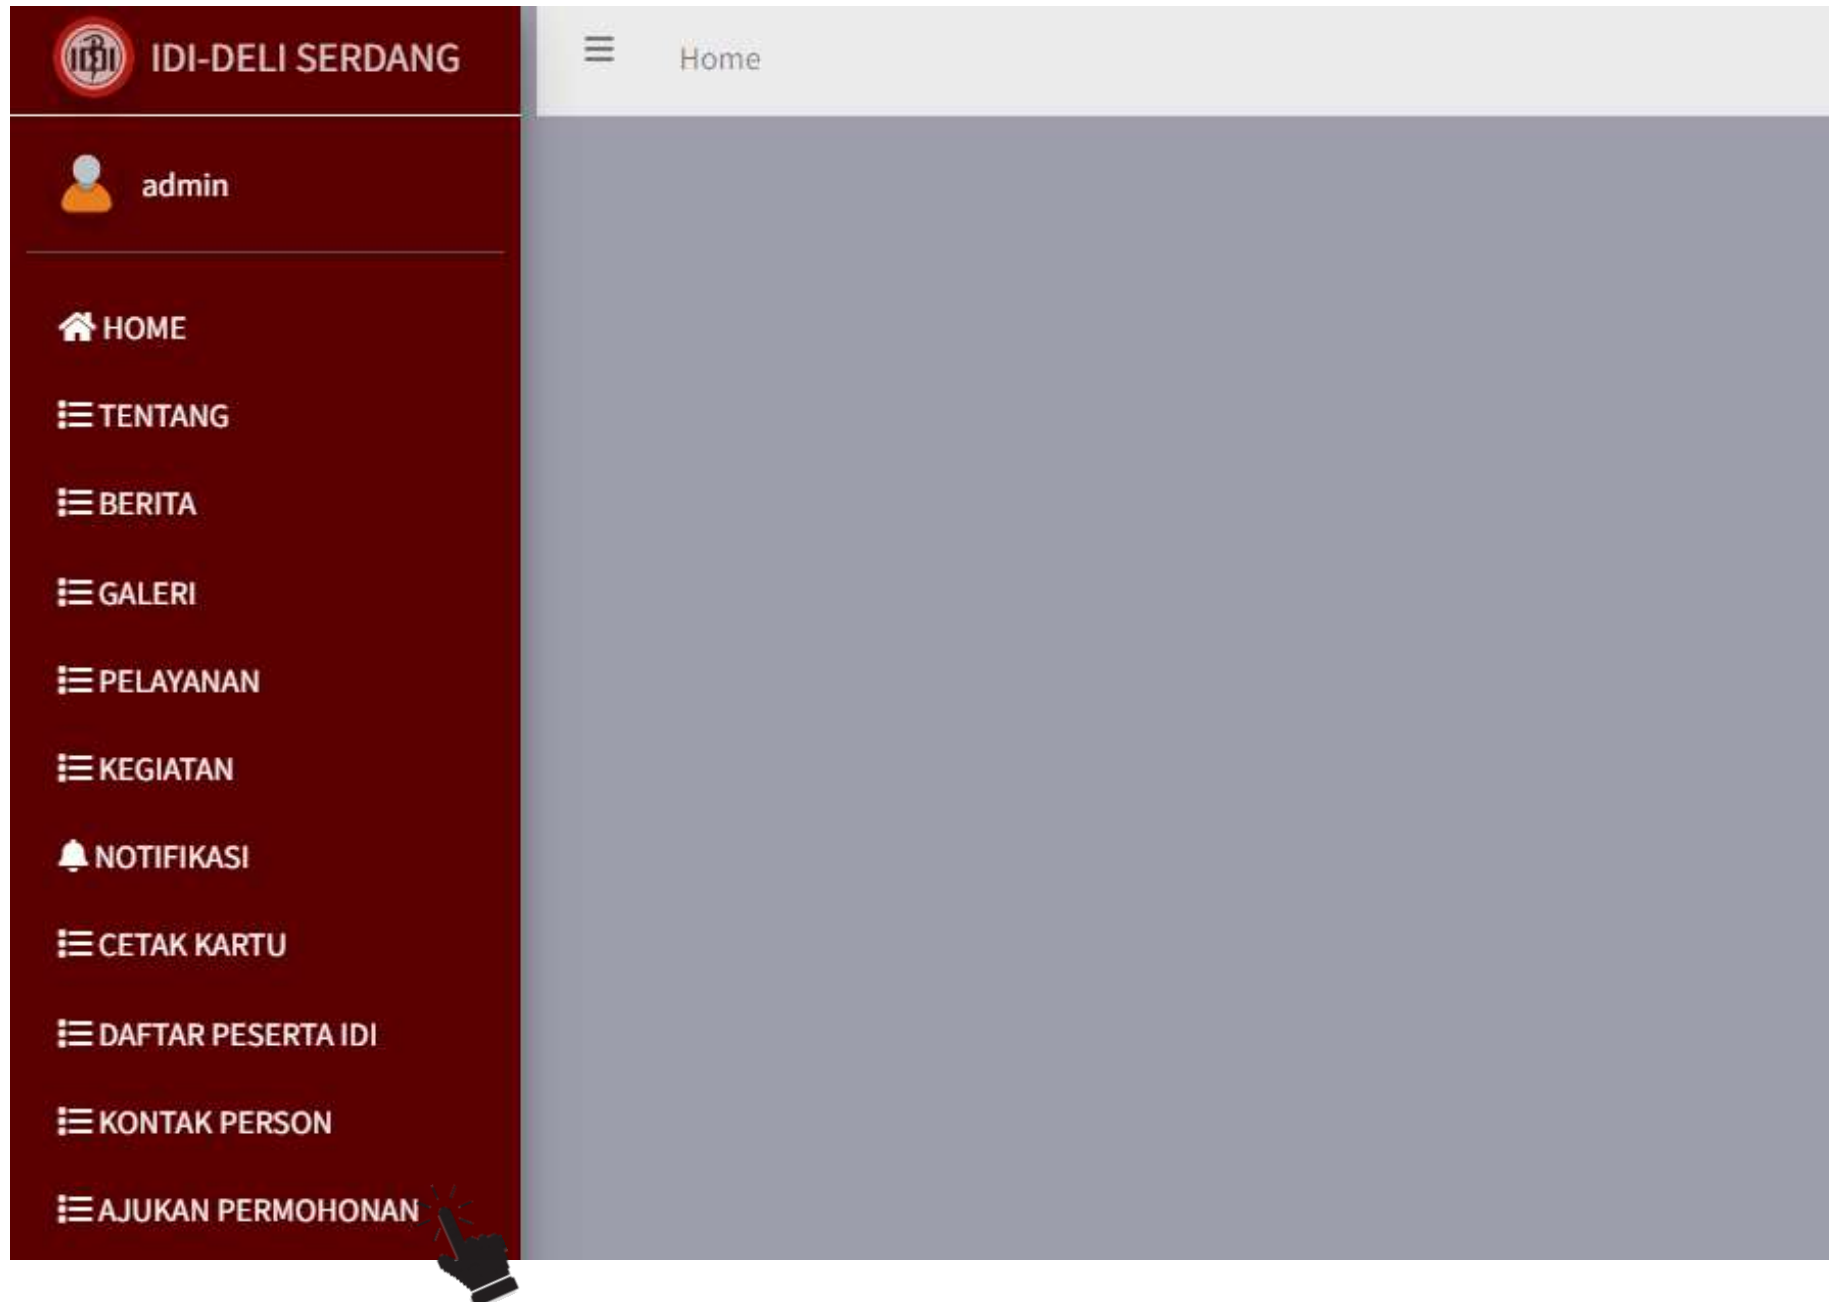 IDI-DELI SERDANG
Home
admin
HOME
TENTANG
BERITA
GALERI
PELAYANAN
KEGIATAN
NOTIFIKASI
CETAK KARTU
DAFTAR PESERTA IDI
KONTAK PERSON
AJUKAN PERMOHONAN